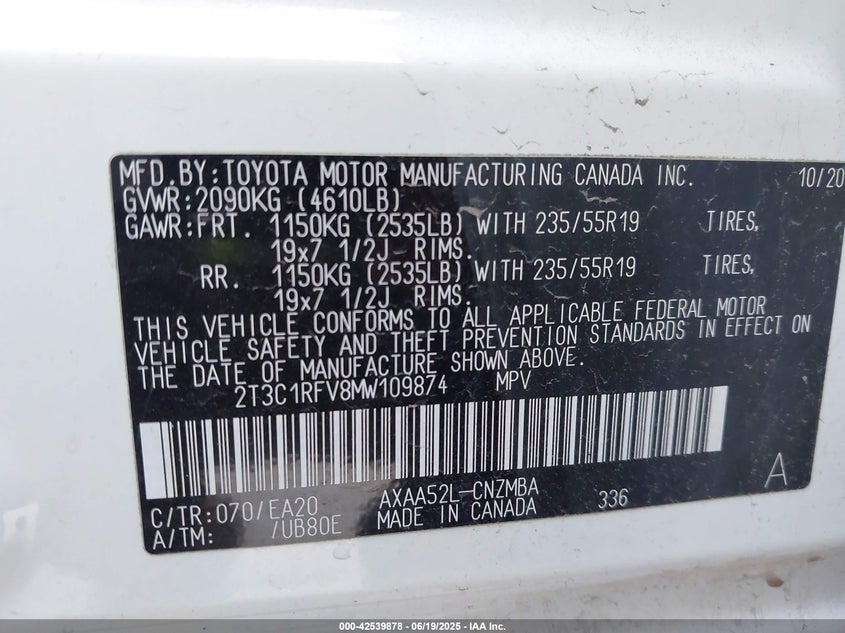 MFD.BY:TOYOTA MOTOR MANUFACTURING CANADA INC. 10/20
GVWR:2090KG (4610LB)
GAWR:FRT. 1150KG (2535LB) WITH 235/55R19 TIRES,
19x7 1/2J RIMS.
RR. 1150KG (2535LB) WITH 235/55R19 TIRES,
19x7 1/2J RIMS.
THIS VEHICLE CONFORMS TO ALL APPLICABLE FEDERAL MOTOR
VEHICLE SAFETY AND THEFT PREVENTION STANDARDS IN EFFECT ON
THE DATE OF MANUFACTURE SHOWN ABOVE.
2T3C1RFV8MW109874 MPV
C/TR:070/EA20 AXAA52L-CNZMBA 336 A
A/TM: /UB80E MADE IN CANADA
000-42539878 - 06/19/2025 - IAA Inc.